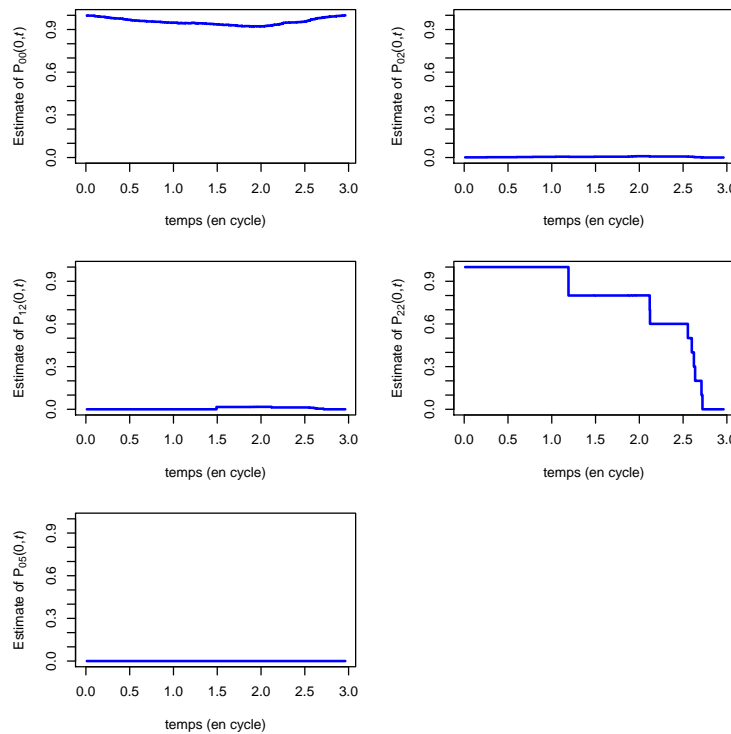 Estimate of P00(0,t)
0.0 0.3 0.6 0.9
0.0 0.5 1.0 1.5 2.0 2.5 3.0
temps (en cycle)
Estimate of P02(0,t)
0.0 0.3 0.6 0.9
0.0 0.5 1.0 1.5 2.0 2.5 3.0
temps (en cycle)
Estimate of P12(0,t)
0.0 0.3 0.6 0.9
0.0 0.5 1.0 1.5 2.0 2.5 3.0
temps (en cycle)
Estimate of P22(0,t)
0.0 0.3 0.6 0.9
0.0 0.5 1.0 1.5 2.0 2.5 3.0
temps (en cycle)
Estimate of P05(0,t)
0.0 0.3 0.6 0.9
0.0 0.5 1.0 1.5 2.0 2.5 3.0
temps (en cycle)